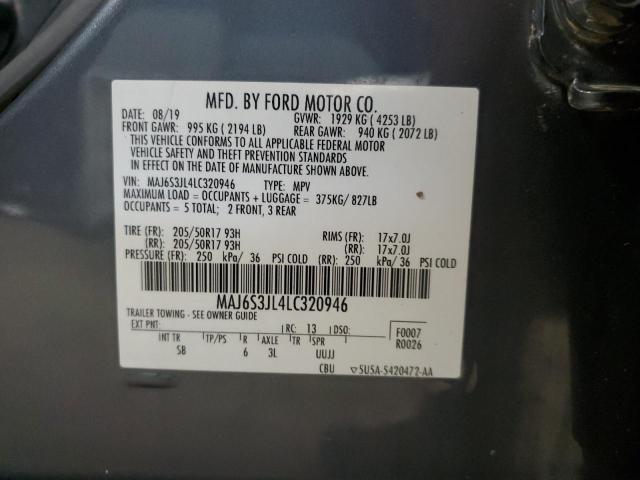 MFD. BY FORD MOTOR CO.
DATE: 08/19 GVWR: 1929 KG ( 4253 LB)
FRONT GAWR: 995 KG ( 2194 LB) REAR GAWR: 940 KG ( 2072 LB)
THIS VEHICLE CONFORMS TO ALL APPLICABLE FEDERAL MOTOR
VEHICLE SAFETY AND THEFT PREVENTION STANDARDS
IN EFFECT ON THE DATE OF MANUFACTURE SHOWN ABOVE.
VIN: MAJ6S3JL4LC320946 TYPE: MPV
MAXIMUM LOAD = OCCUPANTS + LUGGAGE = 375KG/ 827LB
OCCUPANTS = 5 TOTAL; 2 FRONT, 3 REAR
TIRE (FR): 205/50R17 93H RIMS (FR): 17x7.0J
(RR): 205/50R17 93H (RR): 17x7.0J
PRESSURE (FR): 250 kPa/ 36 PSI COLD (RR): 250 kPa/ 36 PSI COLD
MAJ6S3JL4LC320946
TRAILER TOWING - SEE OWNER GUIDE
EXT PNT: RC: 13 DSO: F0007
INT TR TP/PS R AXLE TR SPR R0026
SB 6 3L UUJJ
CBU ▽5U5A-5420472-AA